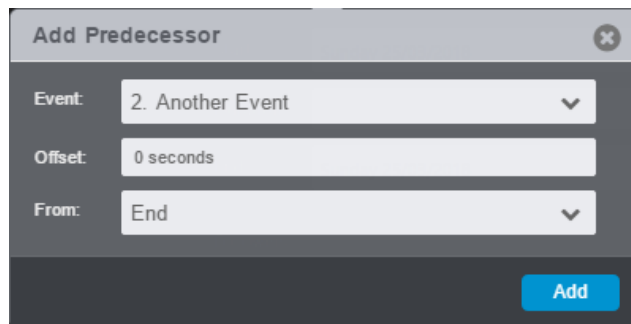 Add Predecessor
Event: 2. Another Event
Offset: 0 seconds
From: End
Add